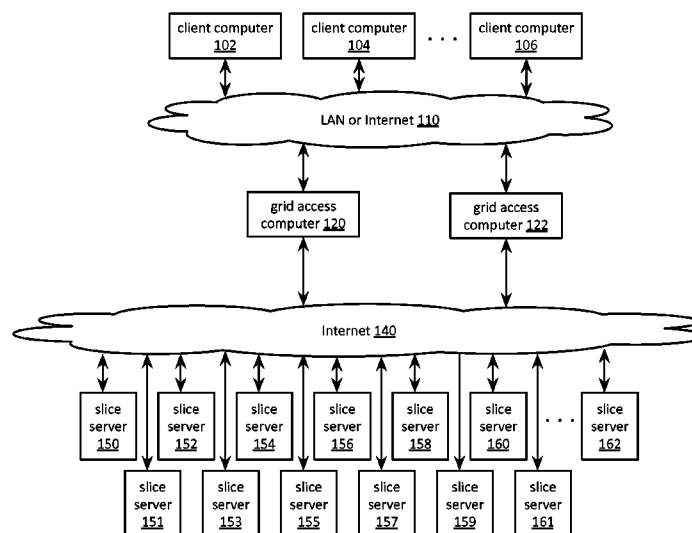 client computer
102
client computer
104
. . .
client computer
106
LAN or Internet 110
grid access
computer 120
grid access
computer 122
Internet 140
slice
server
150
slice
server
152
slice
server
154
slice
server
156
slice
server
158
slice
server
160
. . .
slice
server
162
slice
server
151
slice
server
153
slice
server
155
slice
server
157
slice
server
159
slice
server
161